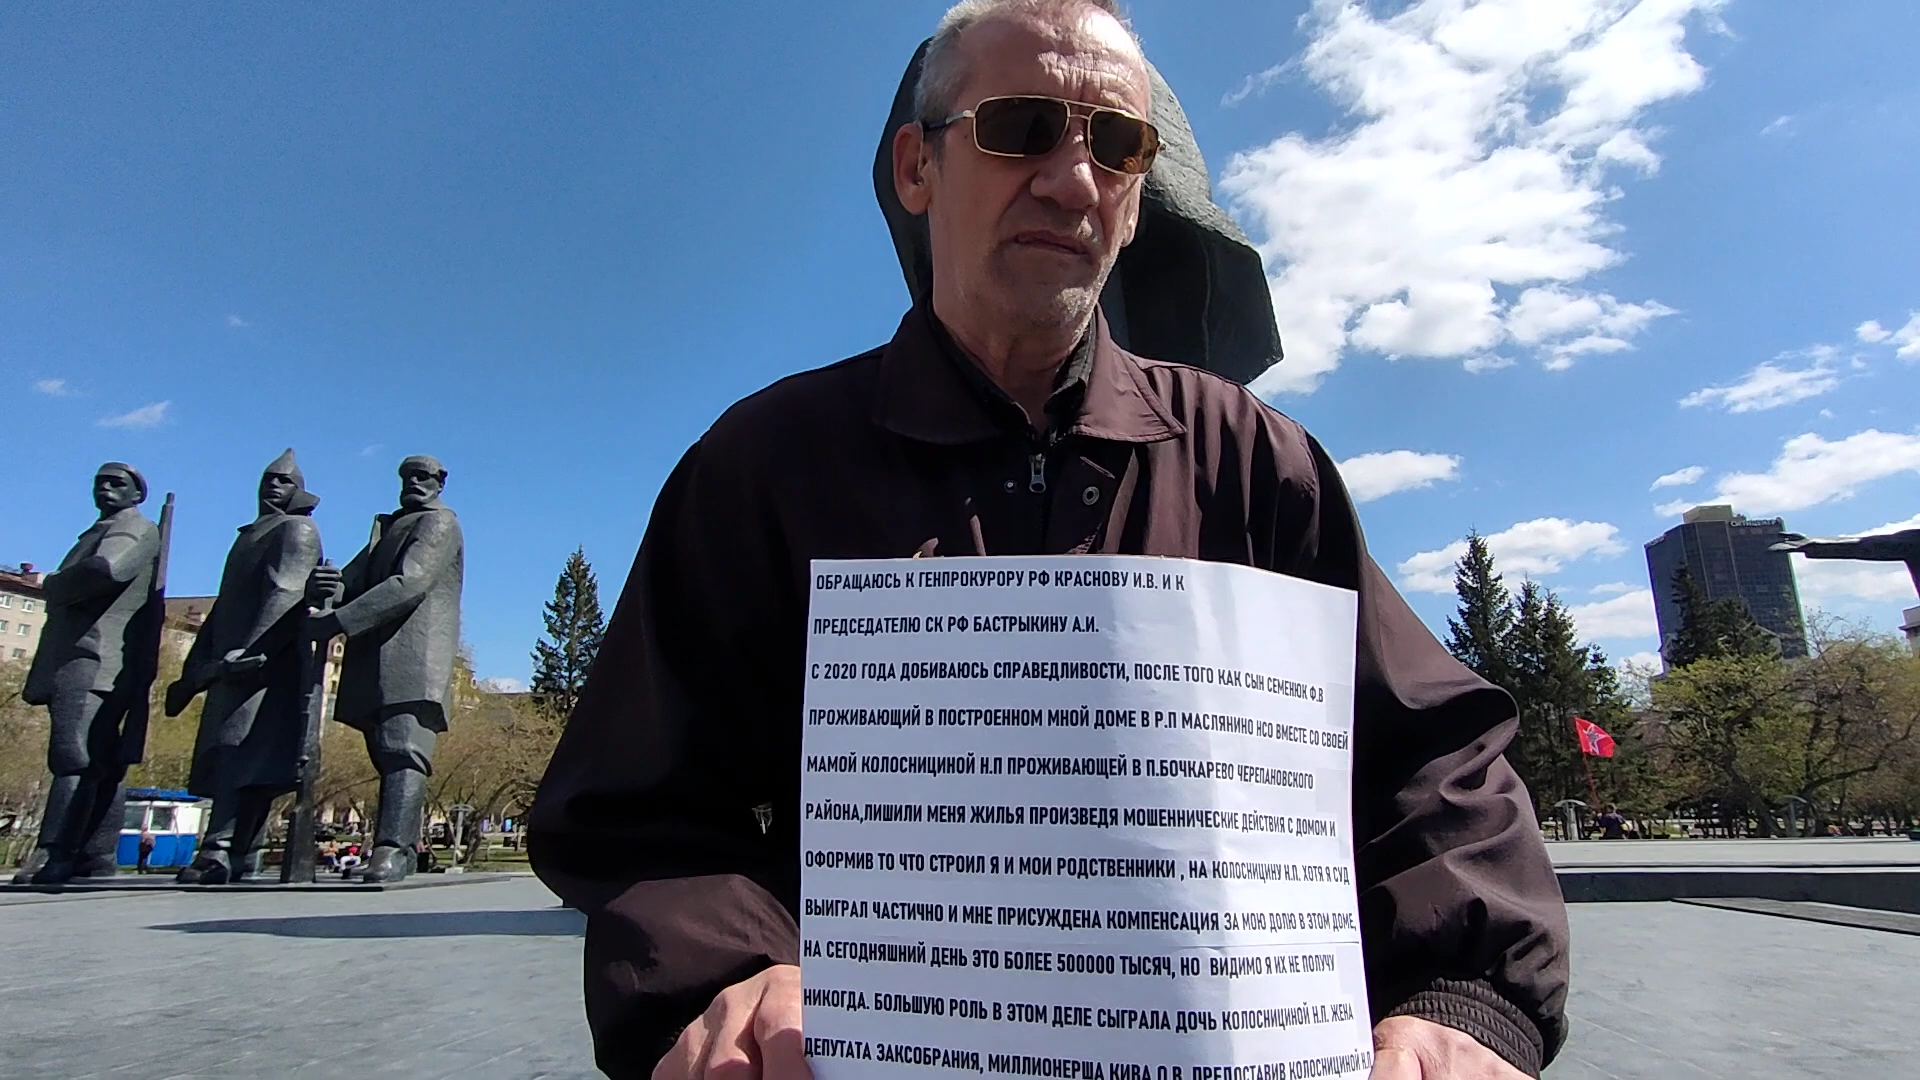 ОБРАЩАЮСЬ К ГЕНПРОКУРОРУ РФ КРАСНОВУ И.В. И К
ПРЕДСЕДАТЕЛЮ СК РФ БАСТРЫКИНУ А.И.
С 2020 ГОДА ДОБИВАЮСЬ СПРАВЕДЛИВОСТИ, ПОСЛЕ ТОГО КАК СЫН СЕМЕНЮК Ф.В
ПРОЖИВАЮЩИЙ В ПОСТРОЕННОМ МНОЙ ДОМЕ В Р.П МАСЛЯНИНО НСО ВМЕСТЕ СО СВОЕЙ
МАМОЙ КОЛОСНИЦИНОЙ Н.П ПРОЖИВАЮЩЕЙ В П.БОЧКАРЕВО ЧЕРЕПАНОВСКОГО
РАЙОНА,ЛИШИЛИ МЕНЯ ЖИЛЬЯ ПРОИЗВЕДЯ МОШЕННИЧЕСКИЕ ДЕЙСТВИЯ С ДОМОМ И
ОФОРМИВ ТО ЧТО СТРОИЛ Я И МОИ РОДСТВЕННИКИ , НА КОЛОСНИЦИНУ Н.П. ХОТЯ Я СУД
ВЫИГРАЛ ЧАСТИЧНО И МНЕ ПРИСУЖДЕНА КОМПЕНСАЦИЯ ЗА МОЮ ДОЛЮ В ЭТОМ ДОМЕ,
НА СЕГОДНЯШНИЙ ДЕНЬ ЭТО БОЛЕЕ 500000 ТЫСЯЧ, НО ВИДИМО Я ИХ НЕ ПОЛУЧУ
НИКОГДА. БОЛЬШУЮ РОЛЬ В ЭТОМ ДЕЛЕ СЫГРАЛА ДОЧЬ КОЛОСНИЦИНОЙ Н.П. ЖЕНА
ДЕПУТАТА ЗАКСОБРАНИЯ, МИЛЛИОНЕРША КИВА О.В. ПРЕДОСТАВИВ КОЛОСНИЦИНОЙ Н.П.